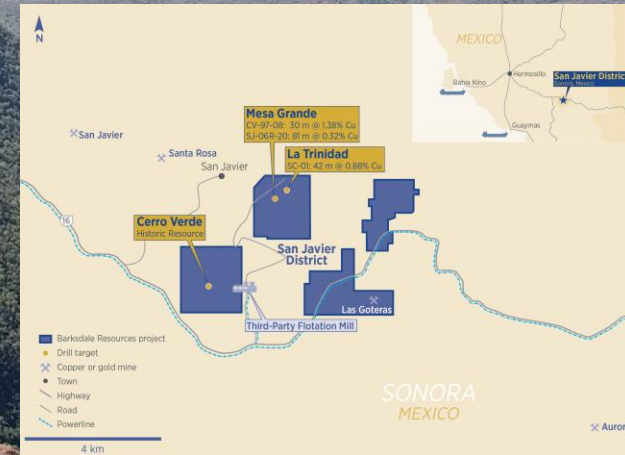 N
MEXICO
Hermosillo
Bahia Kino
Guaymas
San Javier District
Sonora, Mexico
Mesa Grande
CV-97-08: 30 m @ 1.38% Cu
SJ-06R-20: 81 m @ 0.32% Cu
La Trinidad
SC-01: 42 m @ 0.88% Cu
San Javier
Santa Rosa
San Javier
16
Cerro Verde
Historic Resource
San Javier
District
Las Goteras
Third-Party Flotation Mill
Barksdale Resources project
Drill target
Copper or gold mine
Town
Highway
Road
Powerline
4 km
SONORA
MEXICO
Auror